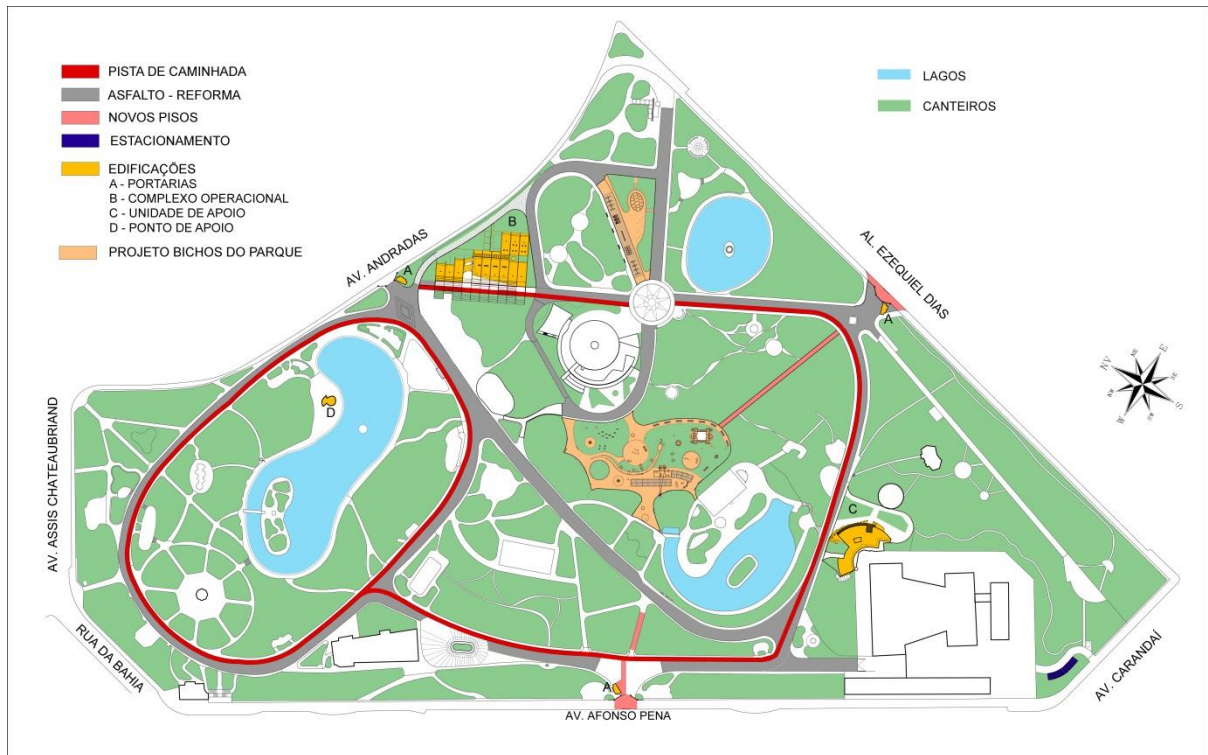 PISTA DE CAMINHADA
ASFALTO - REFORMA
NOVOS PISOS
ESTACIONAMENTO
EDIFICAÇÕES
A - PORTARIAS
B - COMPLEXO OPERACIONAL
C - UNIDADE DE APOIO
D - PONTO DE APOIO
PROJETO BICHOS DO PARQUE
LAGOS
CANTEIROS
AV. ANDRADAS
B
A
AL. EZEQUIEL DIAS
A
D
C
AV. ASSIS CHATEAUBRIAND
RUA DA BAHIA
A
AV. AFONSO PENA
AV. CARANDAÍ
NE
E
SE
S
W